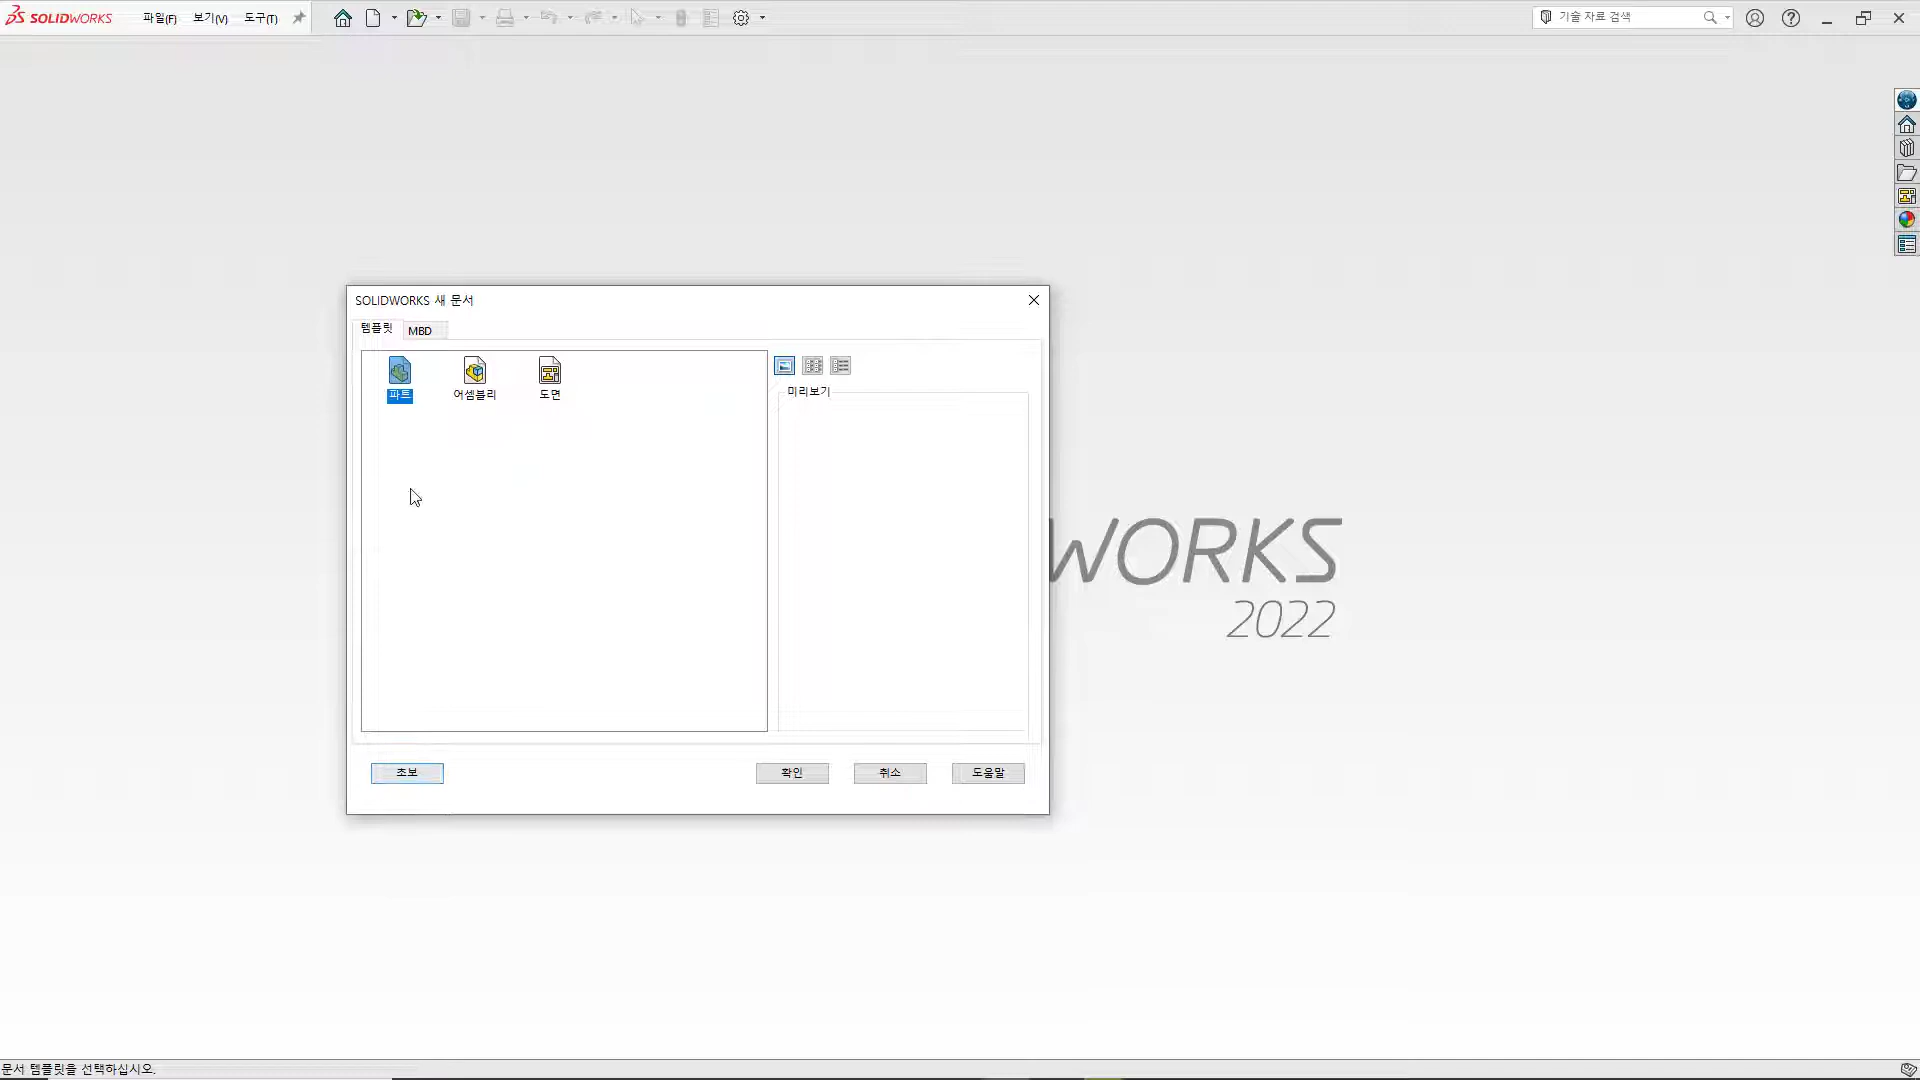 SOLIDWORKS 파일(F) 보기(V) 도구(T) 기술 자료 검색
SOLIDWORKS 새 문서
템플릿 MBD
파트 어셈블리 도면
미리보기
WORKS
2022
초보 확인 취소 도움말
문서 템플릿을 선택하십시오.